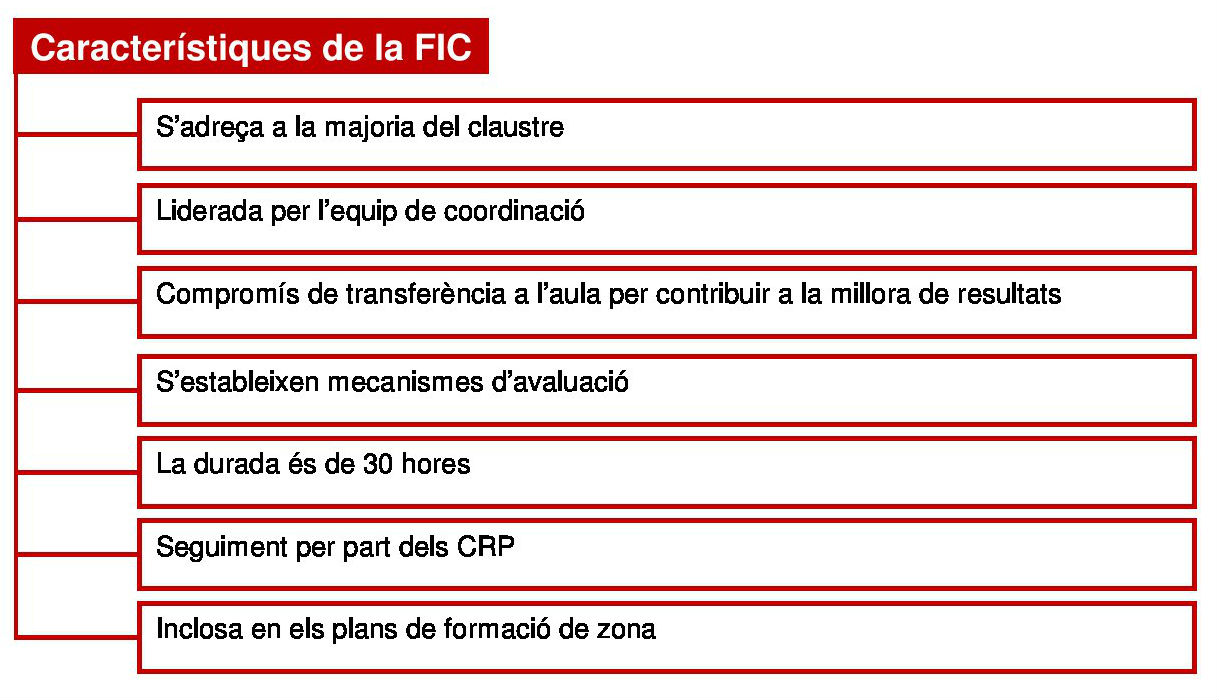 Característiques de la FIC
S’adreça a la majoria del claustre
Liderada per l’equip de coordinació
Compromís de transferència a l’aula per contribuir a la millora de resultats
S’estableixen mecanismes d’avaluació
La durada és de 30 hores
Seguiment per part dels CRP
Inclosa en els plans de formació de zona